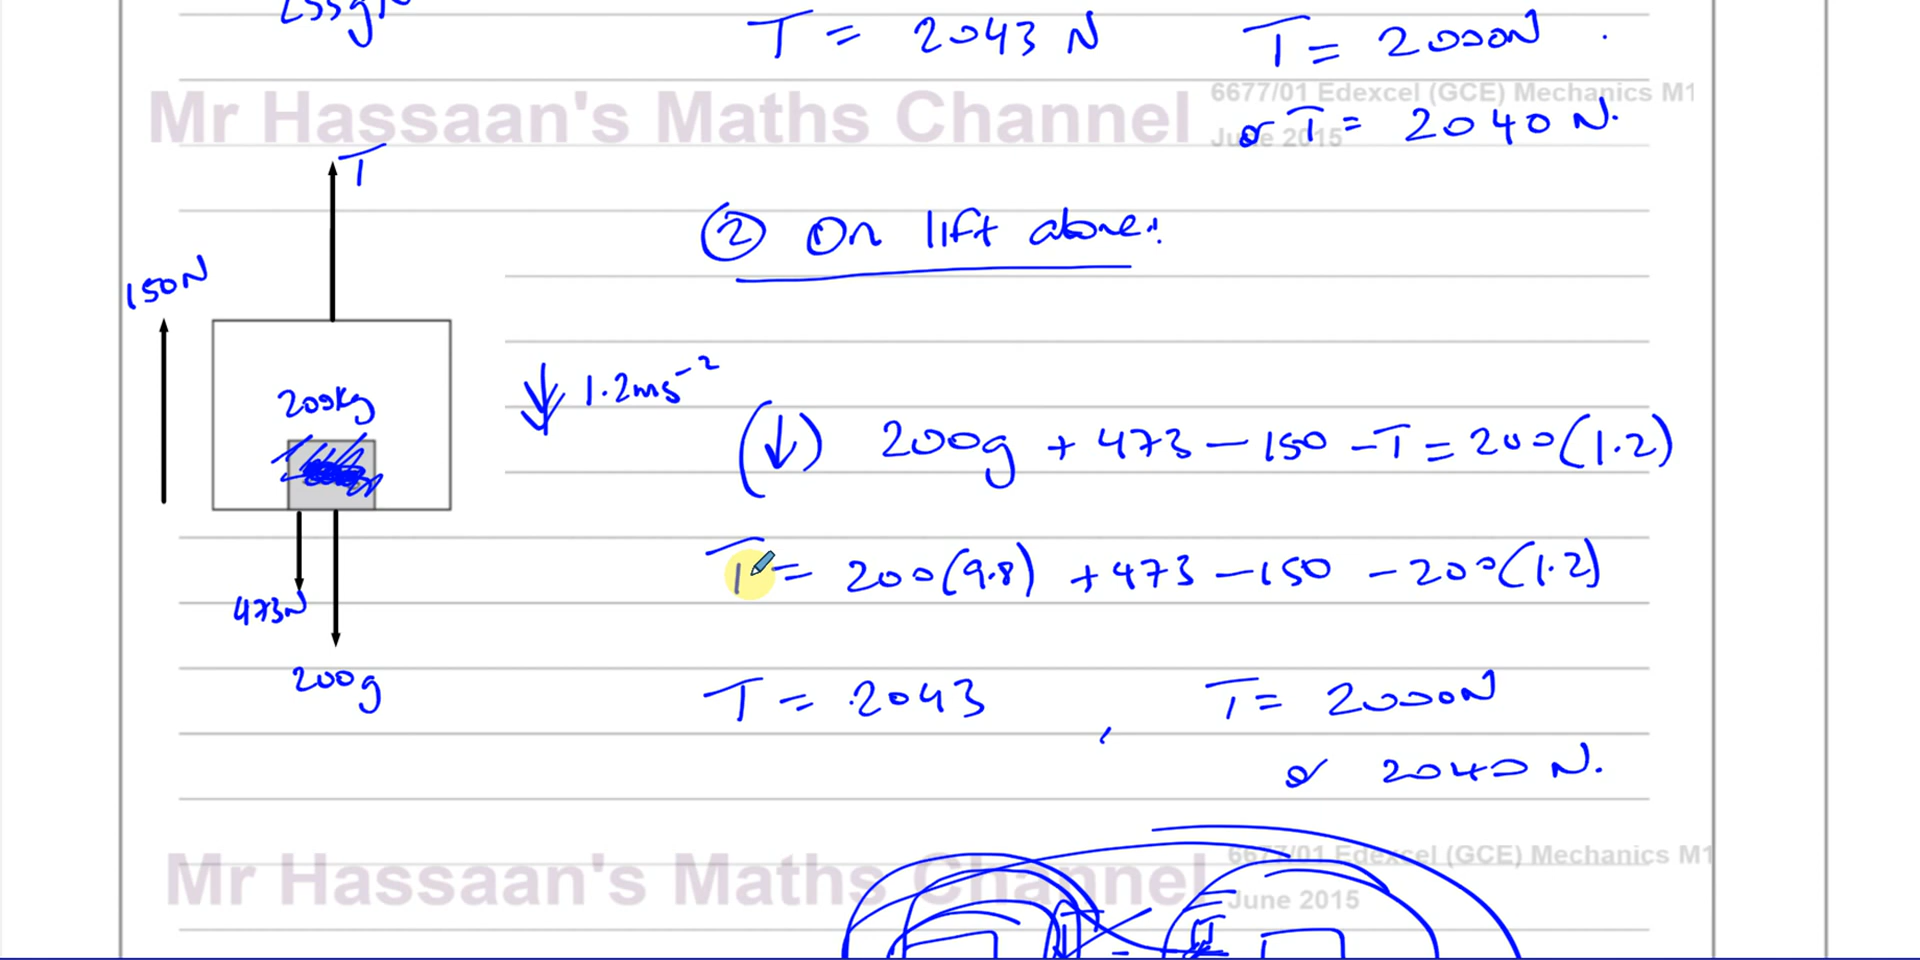 255g N
T = 2043 N
T = 2000N .
Mr Hassaan's Maths Channel
6677/01 Edexcel (GCE) Mechanics M1
June 2015
or T = 2040 N.
T
② On lift alone:
150N
200kg
1.2ms⁻²
(↓) 200g + 473 – 150 – T = 200(1.2)
T = 200(9.8) + 473 – 150 – 200(1.2)
473N
200g
T = 2043 , T = 2000N
or 2040 N.
Mr Hassaan's Maths Channel
6677/01 Edexcel (GCE) Mechanics M1
June 2015